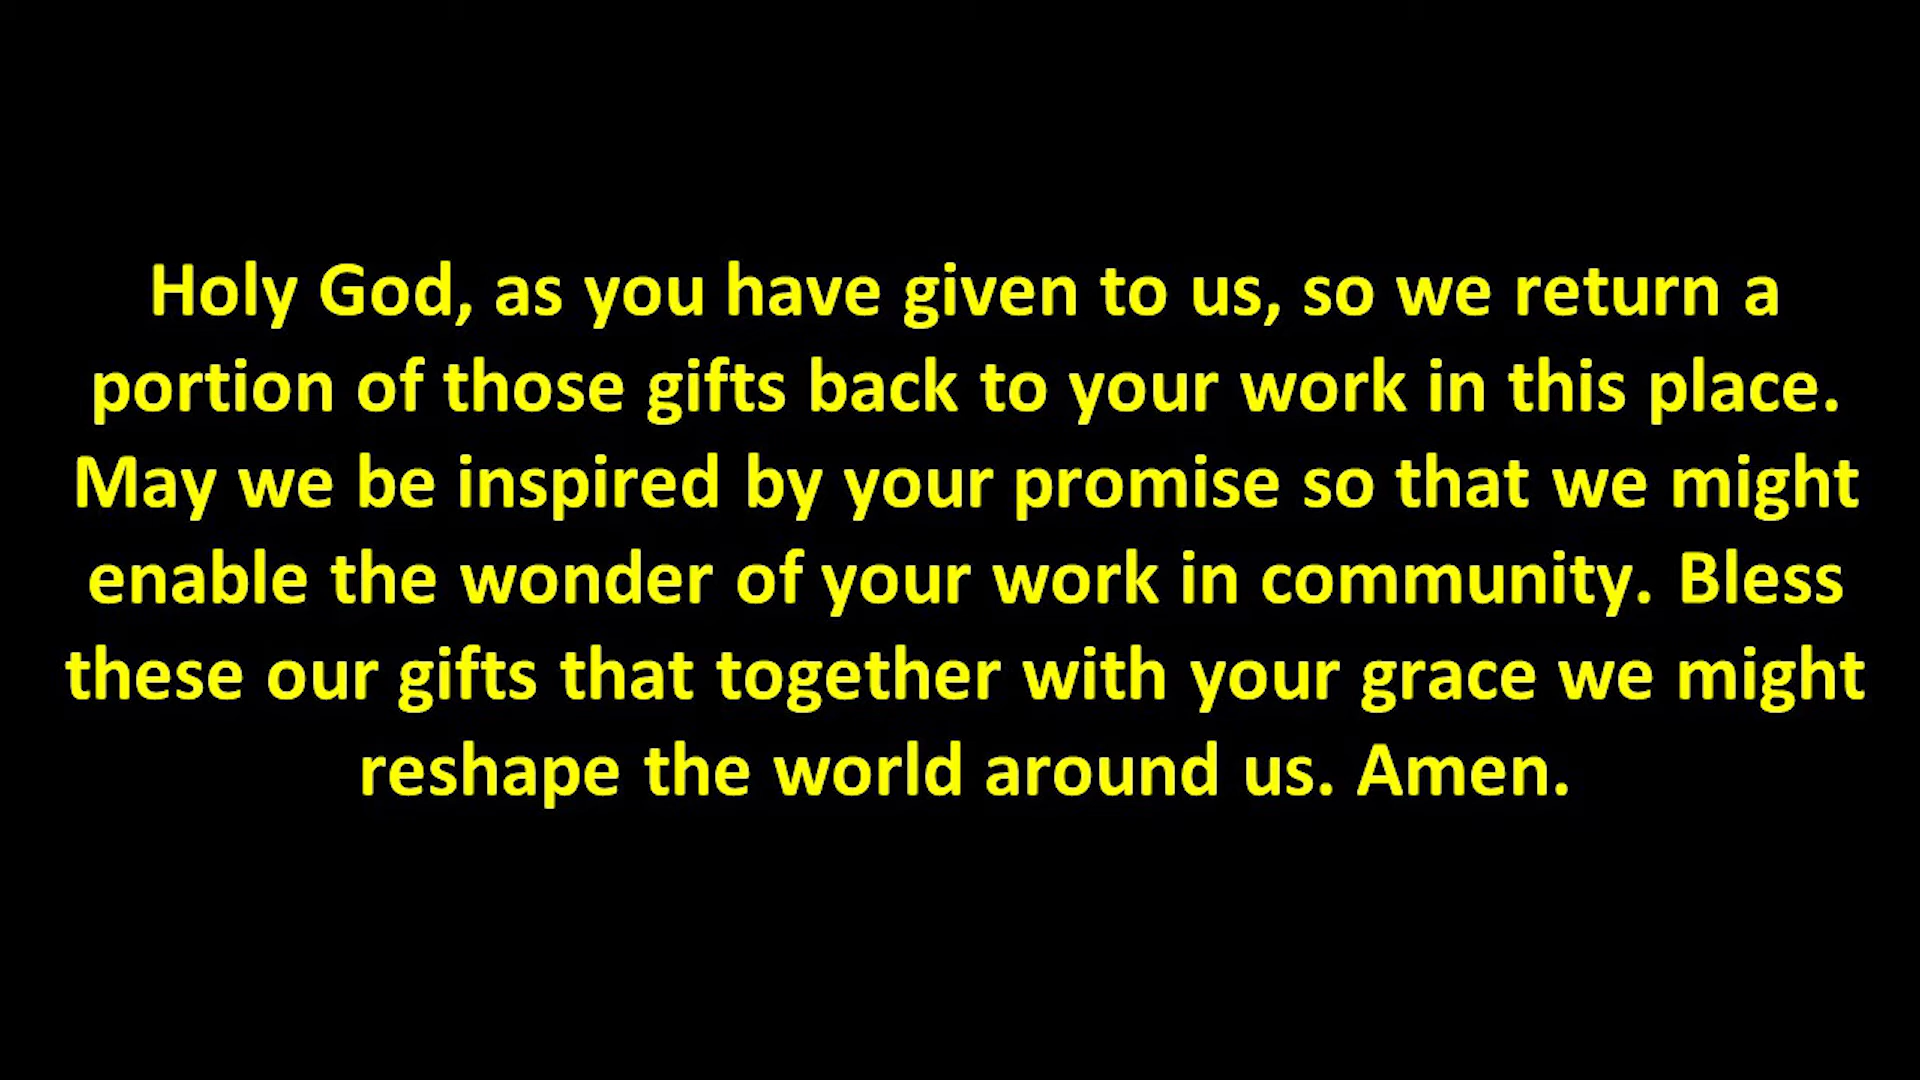 Holy God, as you have given to us, so we return a
portion of those gifts back to your work in this place.
May we be inspired by your promise so that we might
enable the wonder of your work in community. Bless
these our gifts that together with your grace we might
reshape the world around us. Amen.